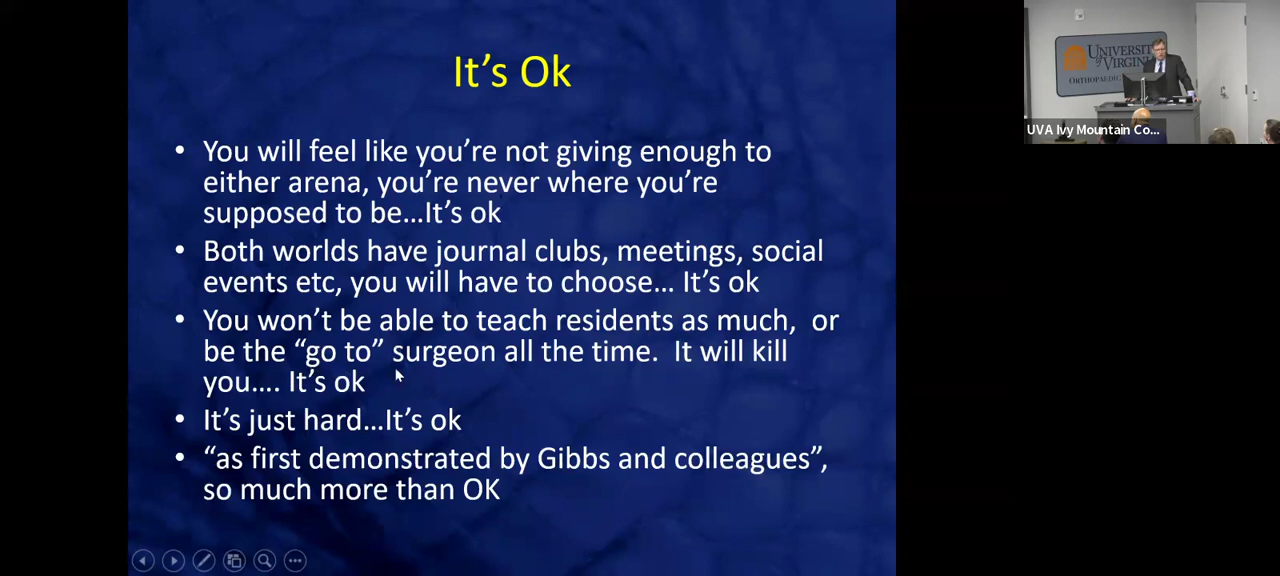 It's Ok
• You will feel like you're not giving enough to
either arena, you're never where you're
supposed to be...It's ok
• Both worlds have journal clubs, meetings, social
events etc, you will have to choose... It's ok
• You won't be able to teach residents as much, or
be the “go to” surgeon all the time. It will kill
you.... It's ok
• It's just hard...It's ok
• “as first demonstrated by Gibbs and colleagues”,
so much more than OK
UNIVERSIT
of VIRGIN
ORTHOPAEDIC
UVA Ivy Mountain Co...